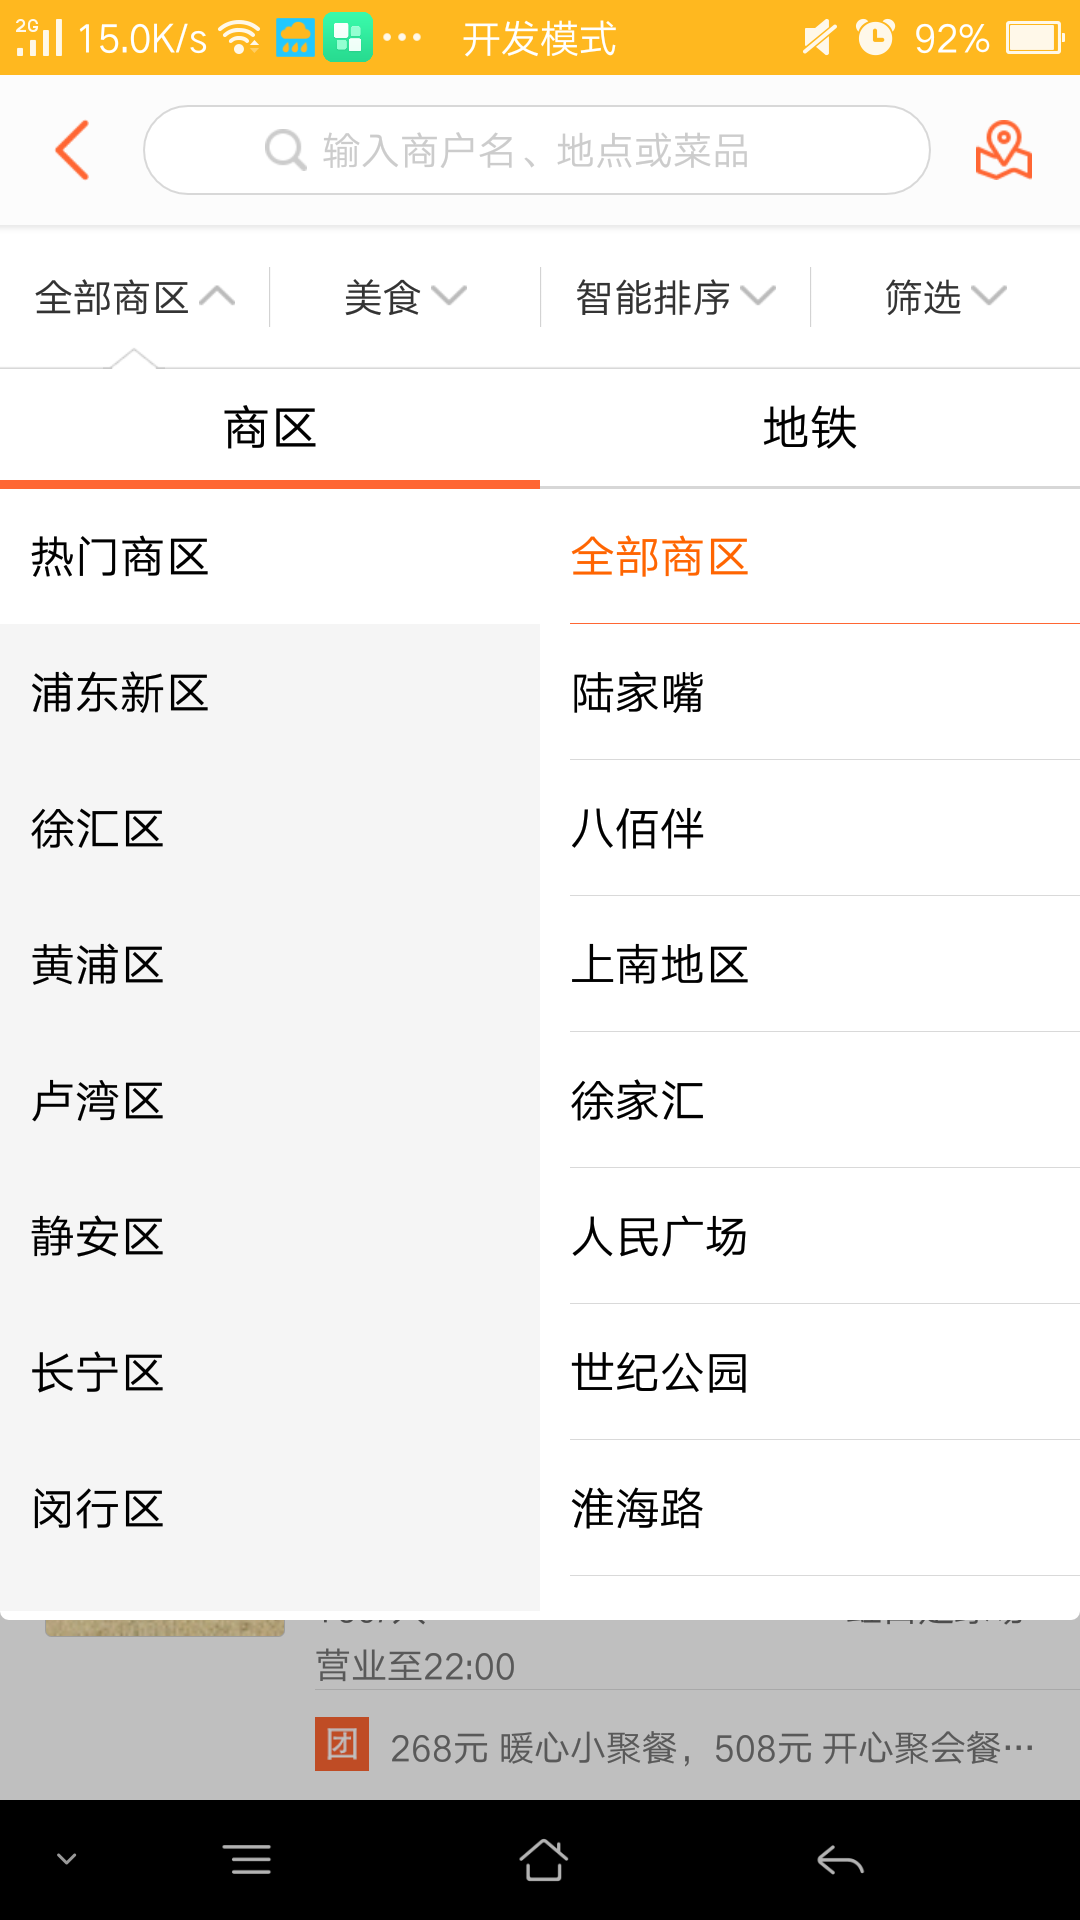 2G 15.0K/s 开发模式 92%
输入商户名、地点或菜品
全部商区 美食 智能排序 筛选
商区 地铁
热门商区 全部商区
浦东新区 陆家嘴
徐汇区 八佰伴
黄浦区 上南地区
卢湾区 徐家汇
静安区 人民广场
长宁区 世纪公园
闵行区 淮海路
营业至22:00
团 268元 暖心小聚餐，508元 开心聚会餐…